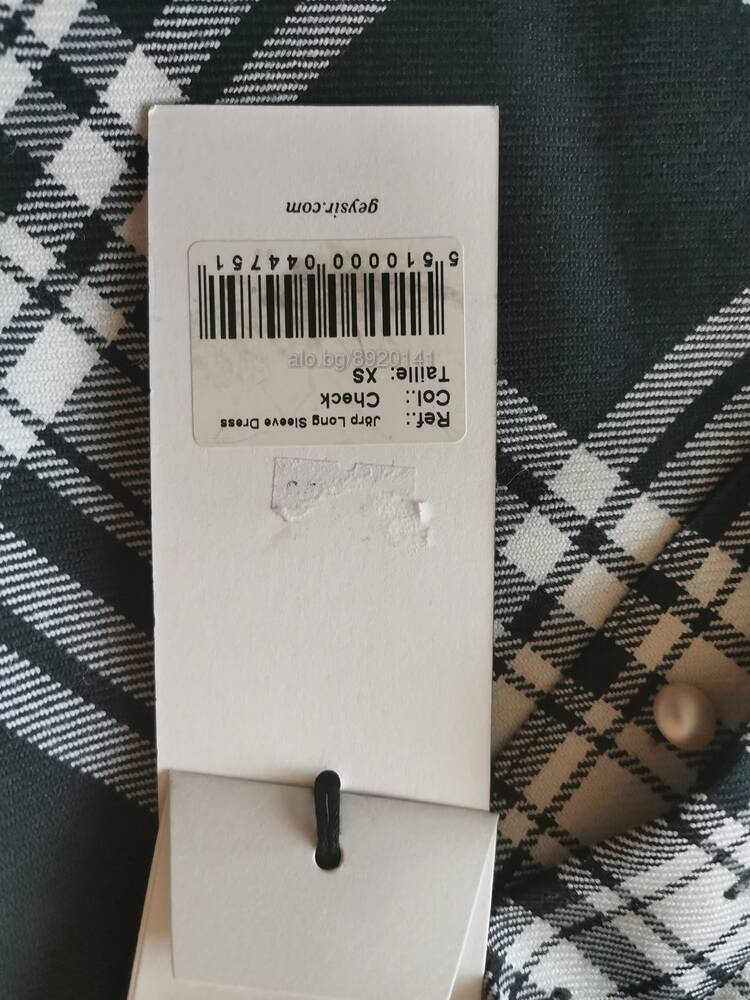 Ref.: Jörp Long Sleeve Dress
Col.: Check
Taille: XS
5 510000 044751
geysir.com
alo.bg/8920141